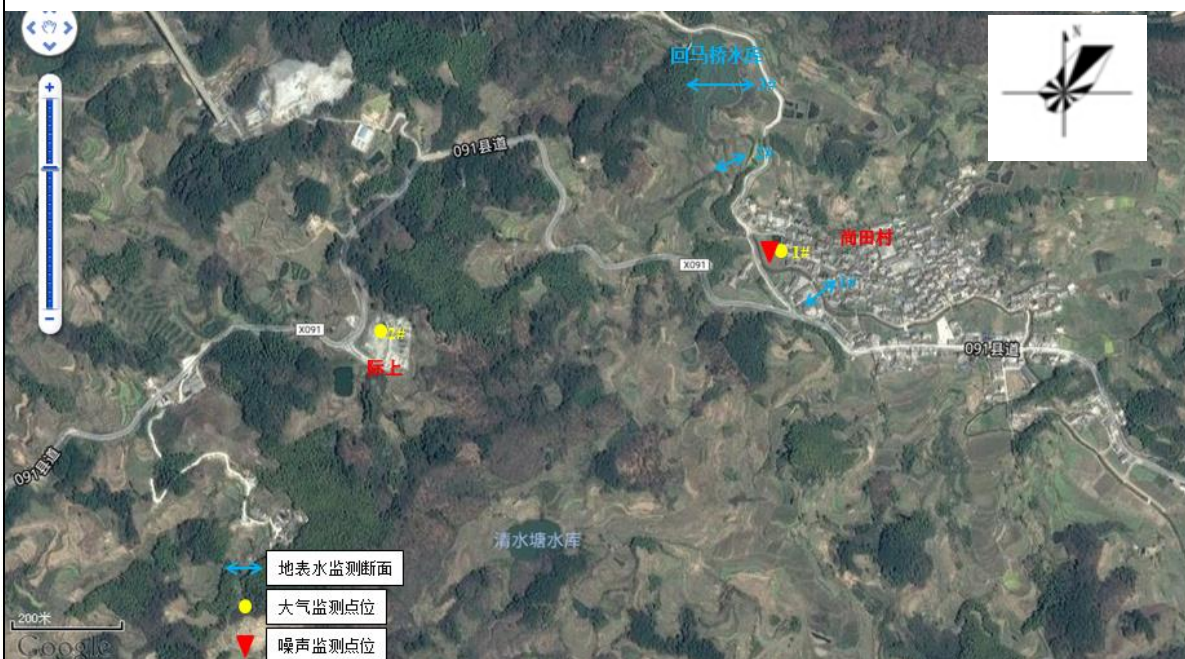 N
回马桥水库
3#
091县道
2#
尚田村
1#
X091
1#
X091
2#
际上
091县道
091县道
清水塘水库
地表水监测断面
大气监测点位
200米
噪声监测点位
Google